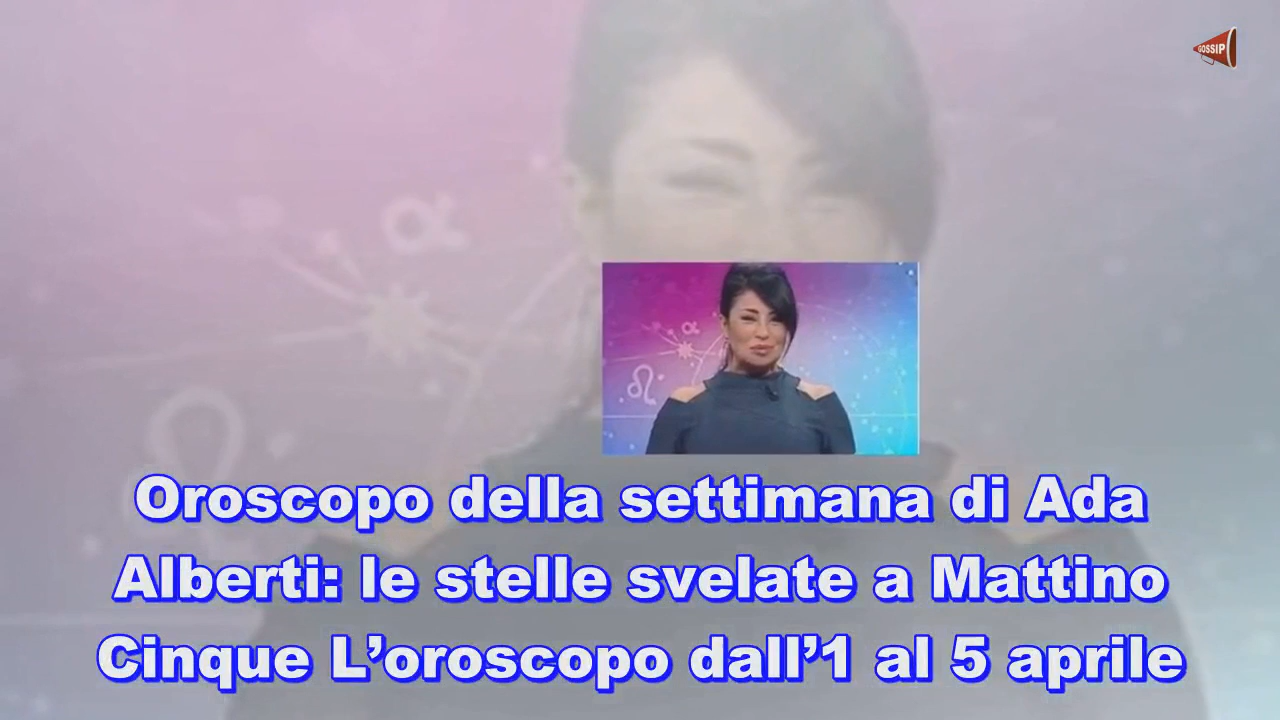 GOSSIP
Oroscopo della settimana di Ada
Alberti: le stelle svelate a Mattino
Cinque L’oroscopo dall’1 al 5 aprile